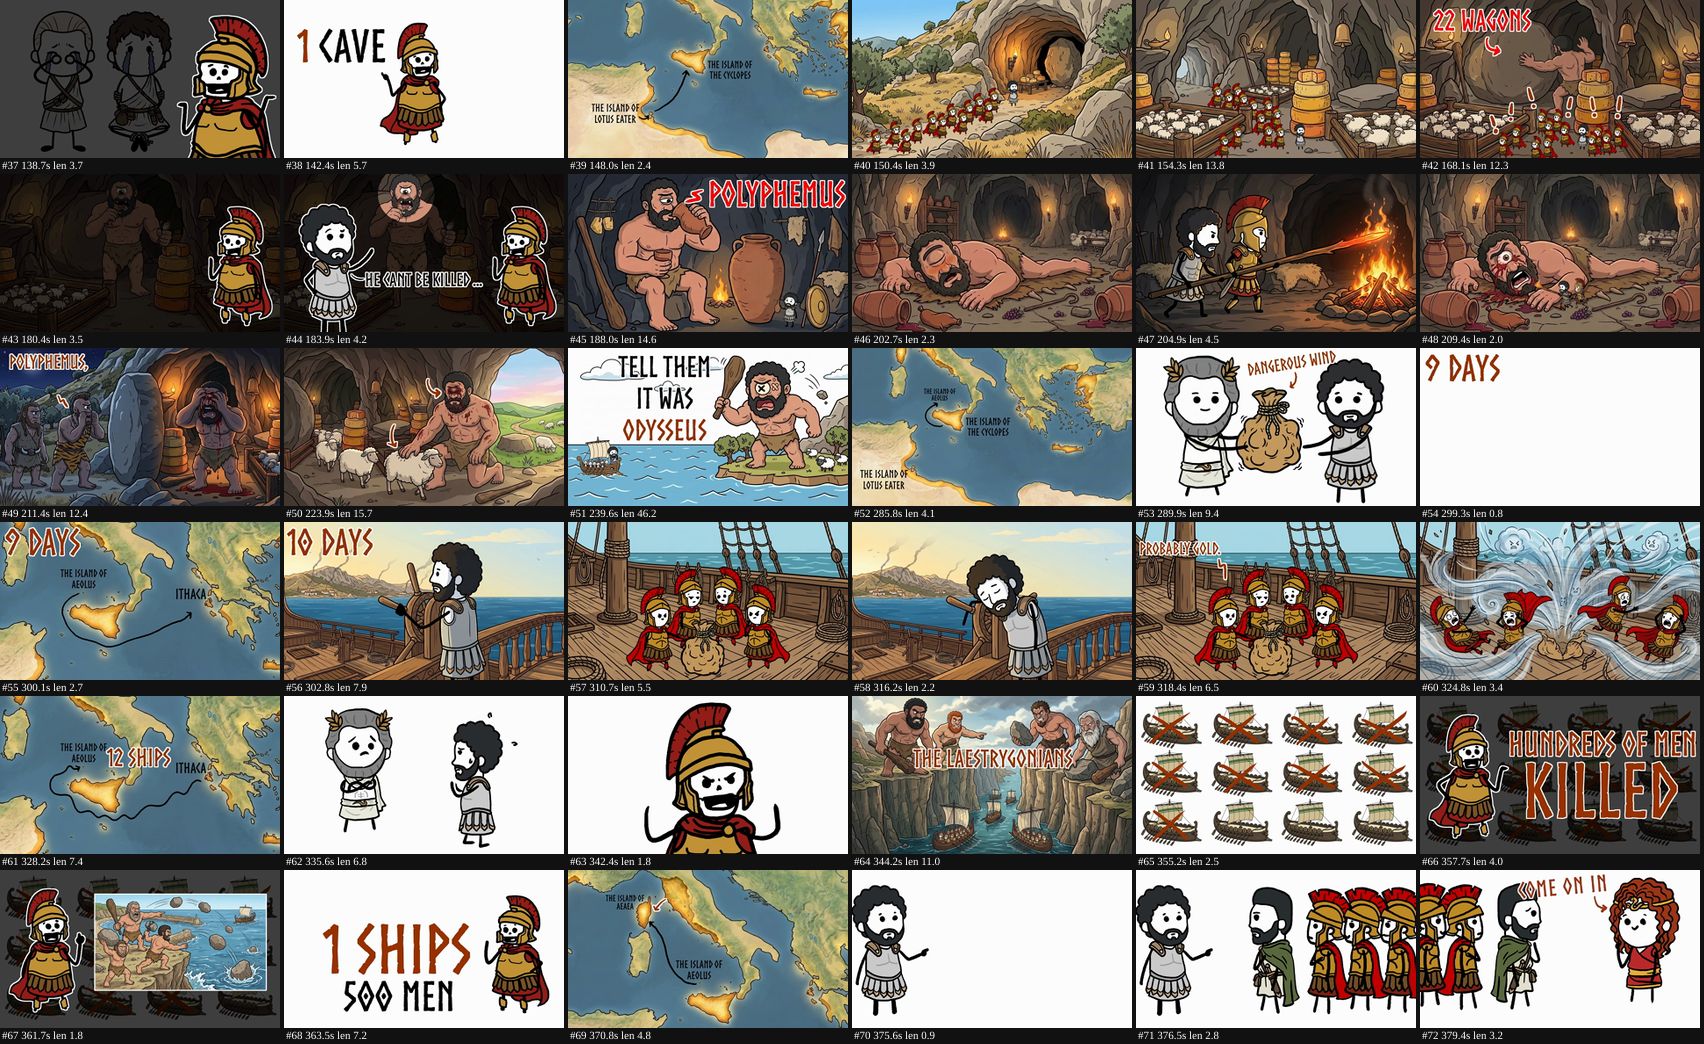 1 CAVE
THE ISLAND OF
THE CYCLOPES
THE ISLAND OF
LOTUS EATER
22 WAGONS
#37 138.7s len 3.7
#38 142.4s len 5.7
#39 148.0s len 2.4
#40 150.4s len 3.9
#41 154.3s len 13.8
#42 168.1s len 12.3
HE CANT BE KILLED ...
POLYPHEMUS
#43 180.4s len 3.5
#44 183.9s len 4.2
#45 188.0s len 14.6
#46 202.7s len 2.3
#47 204.9s len 4.5
#48 209.4s len 2.0
POLYPHEMUS,
TELL THEM
IT WAS
ODYSSEUS
THE ISLAND OF
AEOLUS
THE ISLAND OF
THE CYCLOPES
THE ISLAND OF
LOTUS EATER
DANGEROUS WIND
9 DAYS
#49 211.4s len 12.4
#50 223.9s len 15.7
#51 239.6s len 46.2
#52 285.8s len 4.1
#53 289.9s len 9.4
#54 299.3s len 0.8
9 DAYS
THE ISLAND OF
AEOLUS
ITHACA
10 DAYS
PROBABLY GOLD.
#55 300.1s len 2.7
#56 302.8s len 7.9
#57 310.7s len 5.5
#58 316.2s len 2.2
#59 318.4s len 6.5
#60 324.8s len 3.4
THE ISLAND OF
AEOLUS
12 SHIPS
ITHACA
THE LAESTRYGONIANS
HUNDREDS OF MEN
KILLED
#61 328.2s len 7.4
#62 335.6s len 6.8
#63 342.4s len 1.8
#64 344.2s len 11.0
#65 355.2s len 2.5
#66 357.7s len 4.0
1 SHIPS
500 MEN
THE ISLAND
OF AEAEA
THE ISLAND OF
AEOLUS
COME ON IN
#67 361.7s len 1.8
#68 363.5s len 7.2
#69 370.8s len 4.8
#70 375.6s len 0.9
#71 376.5s len 2.8
#72 379.4s len 3.2